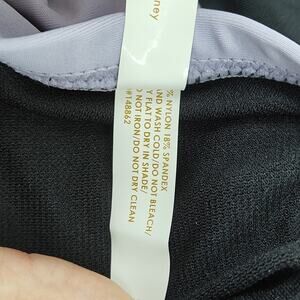 ney
% NYLON 18% SPANDEX
AND WASH COLD/DO NOT BLEACH/
Y FLAT TO DRY IN SHADE/
O NOT IRON/DO NOT DRY CLEAN
#148862